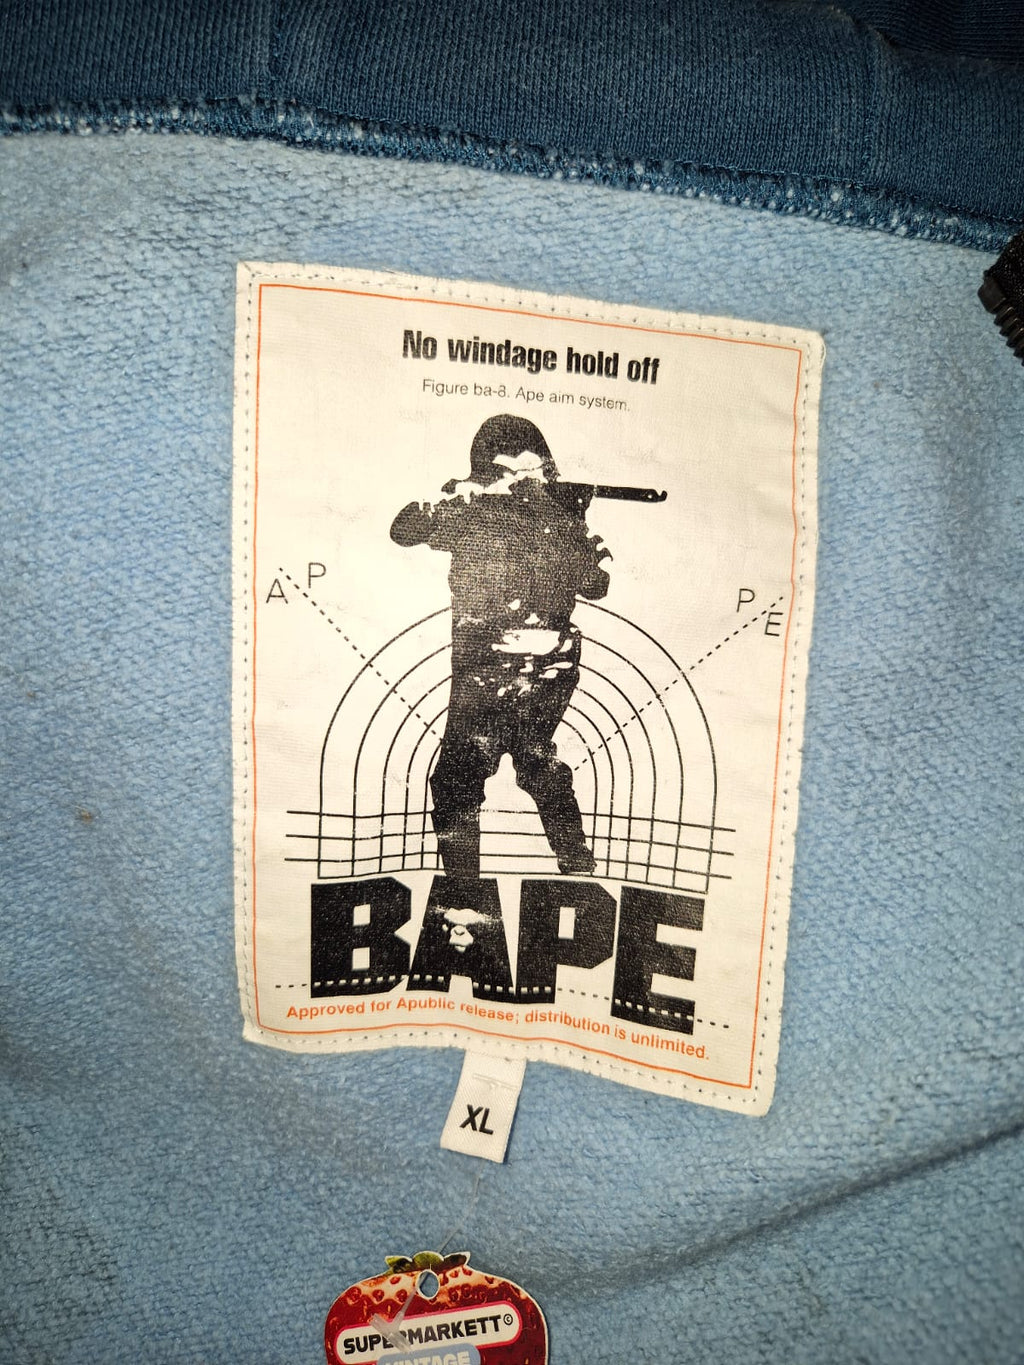 No windage hold off
Figure ba-8. Ape aim system.
A P
P E
BAPE
Approved for Apublic release; distribution is unlimited.
XL
SUPERMARKETT©
VINTAGE